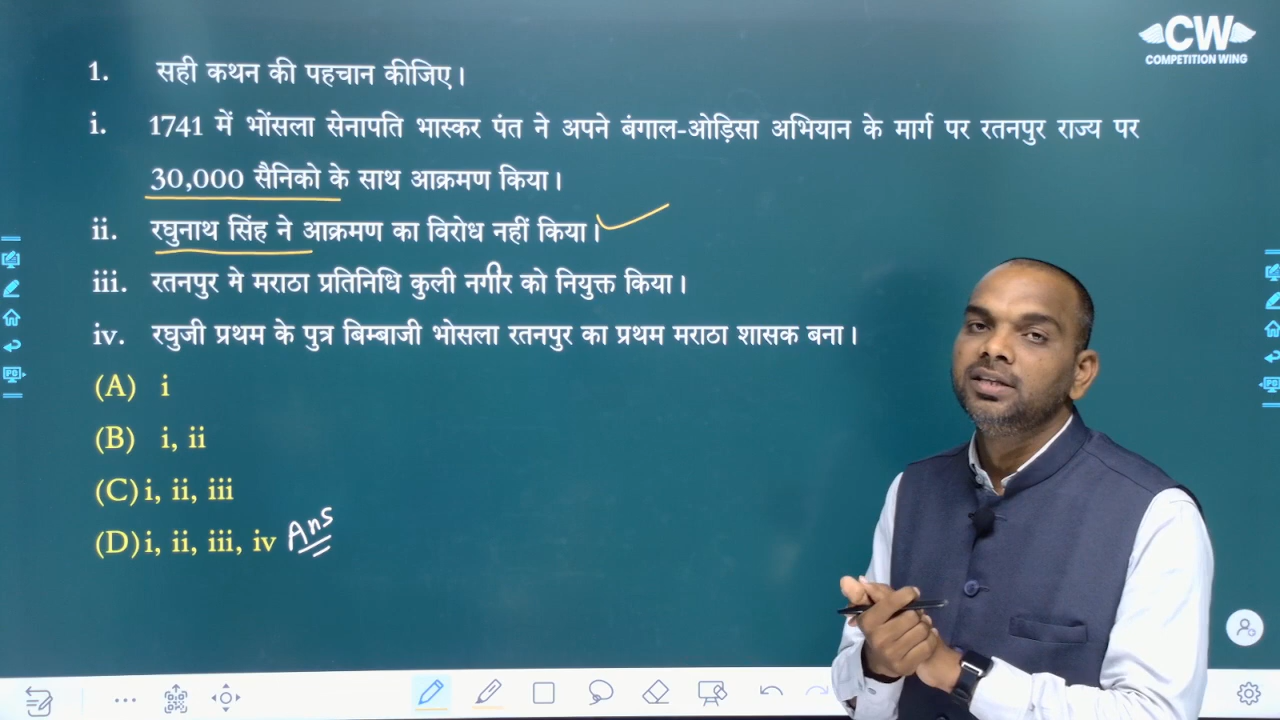 CW
COMPETITION WING
1. सही कथन की पहचान कीजिए।
i. 1741 में भोंसला सेनापति भास्कर पंत ने अपने बंगाल-ओड़िसा अभियान के मार्ग पर रतनपुर राज्य पर
30,000 सैनिको के साथ आक्रमण किया।
ii. रघुनाथ सिंह ने आक्रमण का विरोध नहीं किया।
iii. रतनपुर मे मराठा प्रतिनिधि कुली नगीर को नियुक्त किया।
iv. रघुजी प्रथम के पुत्र बिम्बाजी भोसला रतनपुर का प्रथम मराठा शासक बना।
(A) i
(B) i, ii
(C) i, ii, iii
(D) i, ii, iii, iv Ans